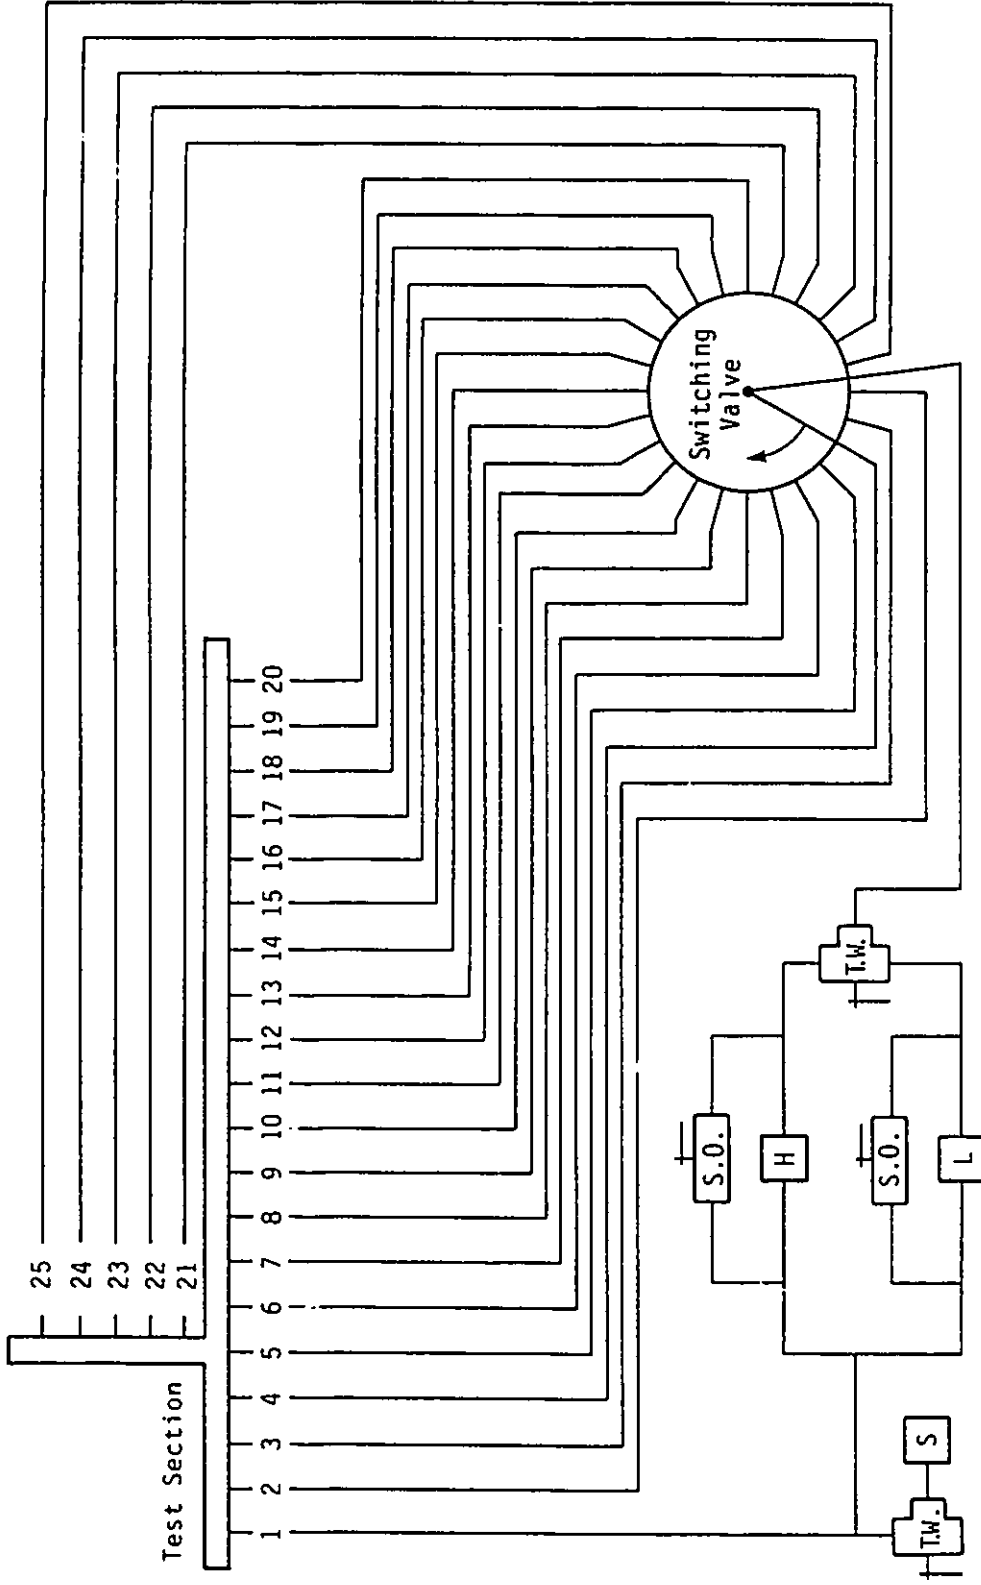 Test Section
25
24
23
22
21
1 2 3 4 5 6 7 8 9 10 11 12 13 14 15 16 17 18 19 20
Switching
Valve
S.O.
H
S.O.
L
T.W.
T.W.
S